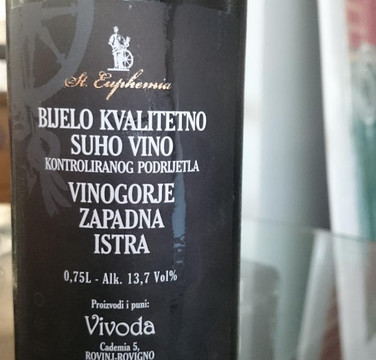 St. Euphemia
BIJELO KVALITETNO
SUHO VINO
KONTROLIRANOG PODRIJETLA
VINOGORJE
ZAPADNA
ISTRA
0,75L - Alk. 13,7 Vol%
Proizvodi i puni:
Vivoda
Cademia 5,
ROVINJ-ROVIGNO